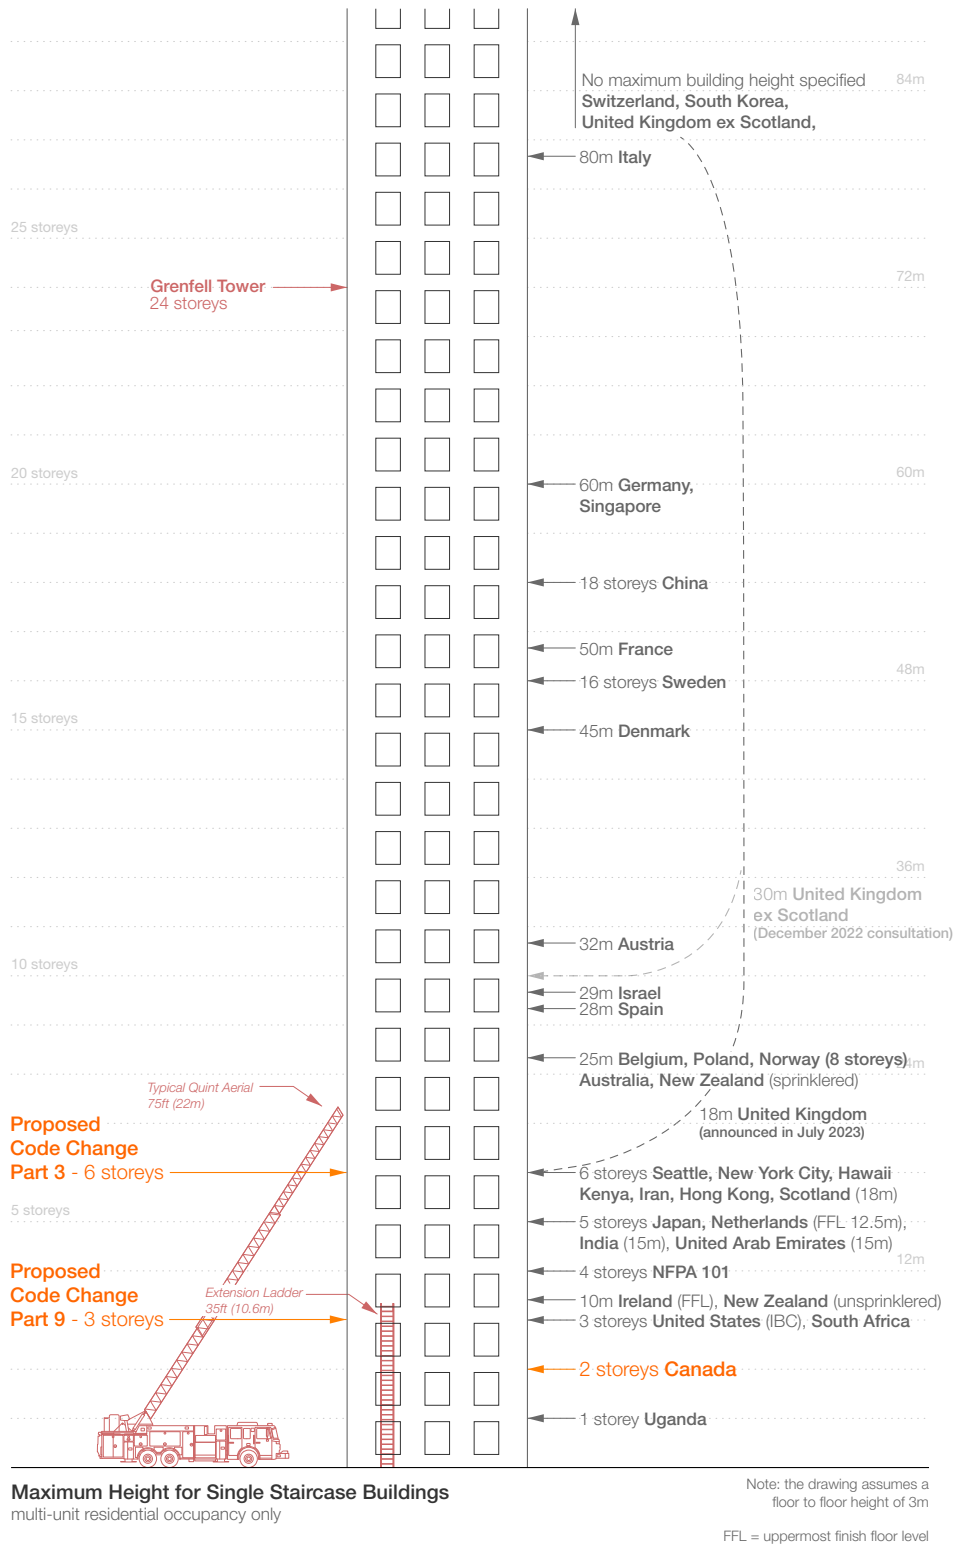 No maximum building height specified
Switzerland, South Korea,
United Kingdom ex Scotland,
84m
80m Italy
25 storeys
72m
Grenfell Tower
24 storeys
20 storeys
60m
60m Germany,
Singapore
18 storeys China
50m France
48m
16 storeys Sweden
15 storeys
45m Denmark
36m
30m United Kingdom
ex Scotland
(December 2022 consultation)
32m Austria
10 storeys
29m Israel
28m Spain
25m Belgium, Poland, Norway (8 storeys)
24m
Australia, New Zealand (sprinklered)
Typical Quint Aerial
75ft (22m)
18m United Kingdom
(announced in July 2023)
Proposed
Code Change
Part 3 - 6 storeys
6 storeys Seattle, New York City, Hawaii
Kenya, Iran, Hong Kong, Scotland (18m)
5 storeys
5 storeys Japan, Netherlands (FFL 12.5m),
India (15m), United Arab Emirates (15m)
12m
4 storeys NFPA 101
Proposed
Code Change
Part 9 - 3 storeys
Extension Ladder
35ft (10.6m)
10m Ireland (FFL), New Zealand (unsprinklered)
3 storeys United States (IBC), South Africa
2 storeys Canada
1 storey Uganda
Maximum Height for Single Staircase Buildings
multi-unit residential occupancy only
Note: the drawing assumes a
floor to floor height of 3m
FFL = uppermost finish floor level